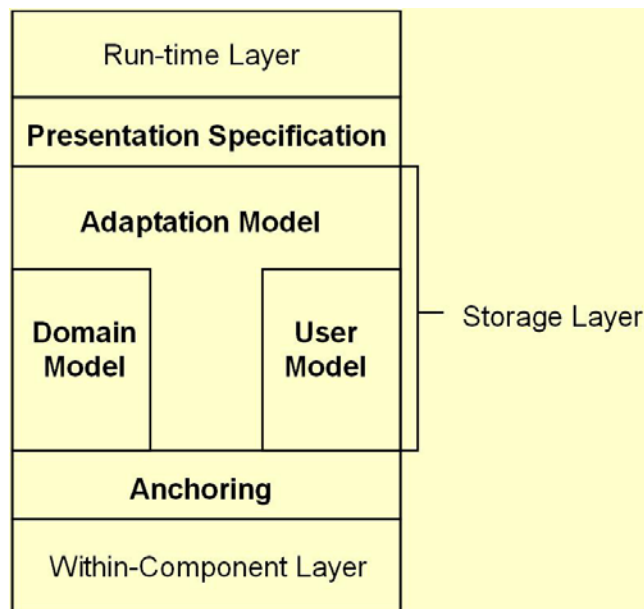 Run-time Layer
Presentation Specification
Adaptation Model
Domain
Model
User
Model
Storage Layer
Anchoring
Within-Component Layer